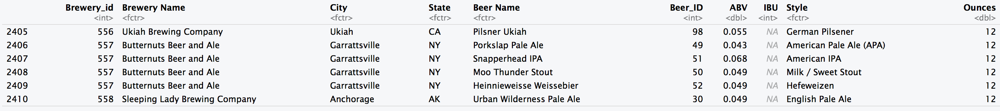 Brewery_id Brewery Name City State Beer Name Beer_ID ABV IBU Style Ounces
<int> <fctr> <fctr> <fctr> <fctr> <int> <dbl> <int> <fctr> <dbl>
2405 556 Ukiah Brewing Company Ukiah CA Pilsner Ukiah 98 0.055 NA German Pilsener 12
2406 557 Butternuts Beer and Ale Garrattsville NY Porkslap Pale Ale 49 0.043 NA American Pale Ale (APA) 12
2407 557 Butternuts Beer and Ale Garrattsville NY Snapperhead IPA 51 0.068 NA American IPA 12
2408 557 Butternuts Beer and Ale Garrattsville NY Moo Thunder Stout 50 0.049 NA Milk / Sweet Stout 12
2409 557 Butternuts Beer and Ale Garrattsville NY Heinnieweisse Weissebier 52 0.049 NA Hefeweizen 12
2410 558 Sleeping Lady Brewing Company Anchorage AK Urban Wilderness Pale Ale 30 0.049 NA English Pale Ale 12